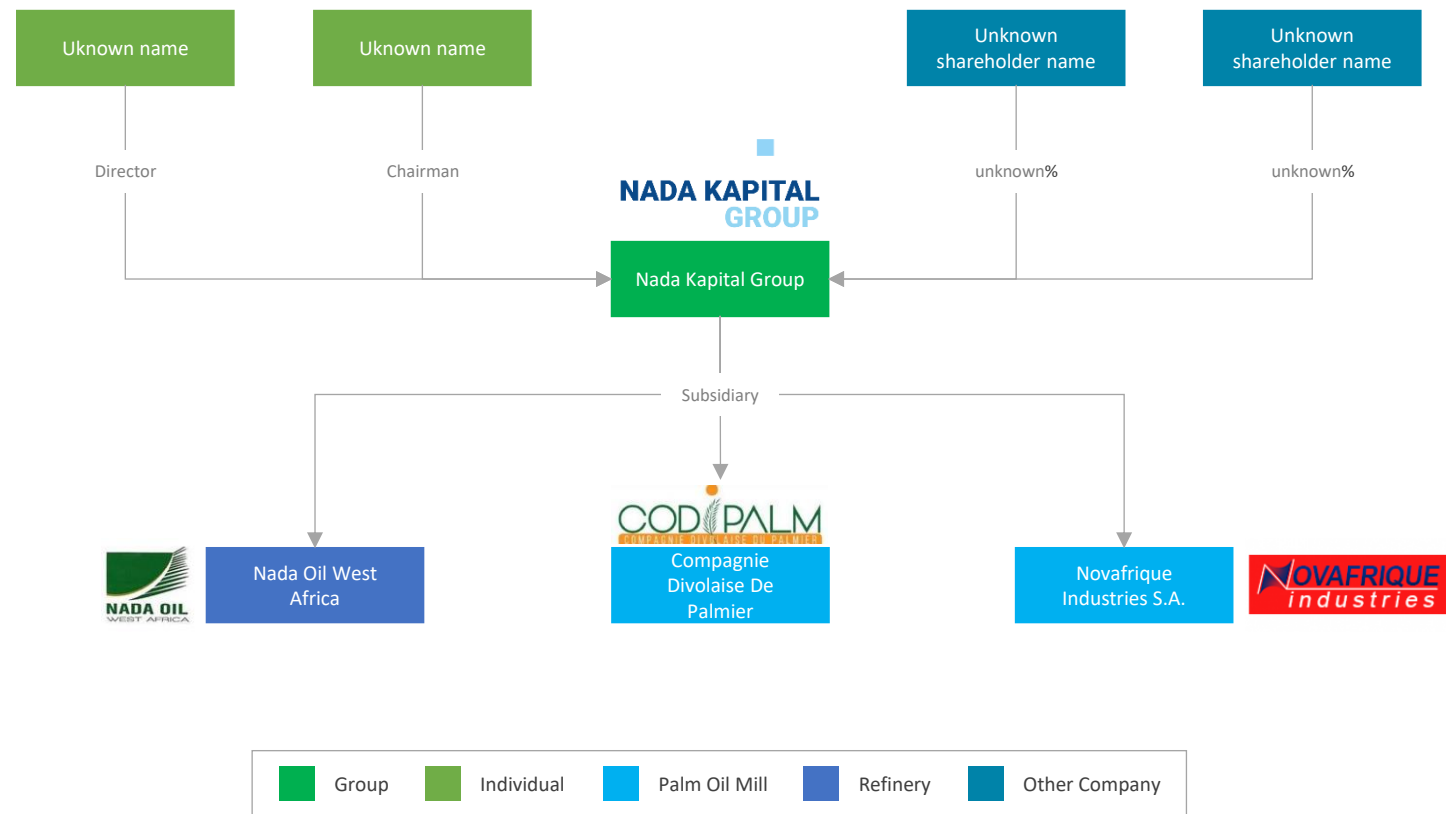 Uknown name
Uknown name
Unknown
shareholder name
Unknown
shareholder name
Director
Chairman
unknown%
unknown%
NADA KAPITAL
GROUP
Nada Kapital Group
Subsidiary
NADA OIL
WEST AFRICA
Nada Oil West
Africa
CODIPALM
COMPAGNIE DIVOLAISE DU PALMIER
Compagnie
Divolaise De
Palmier
Novafrique
Industries S.A.
NOVAFRIQUE
industries
Group
Individual
Palm Oil Mill
Refinery
Other Company